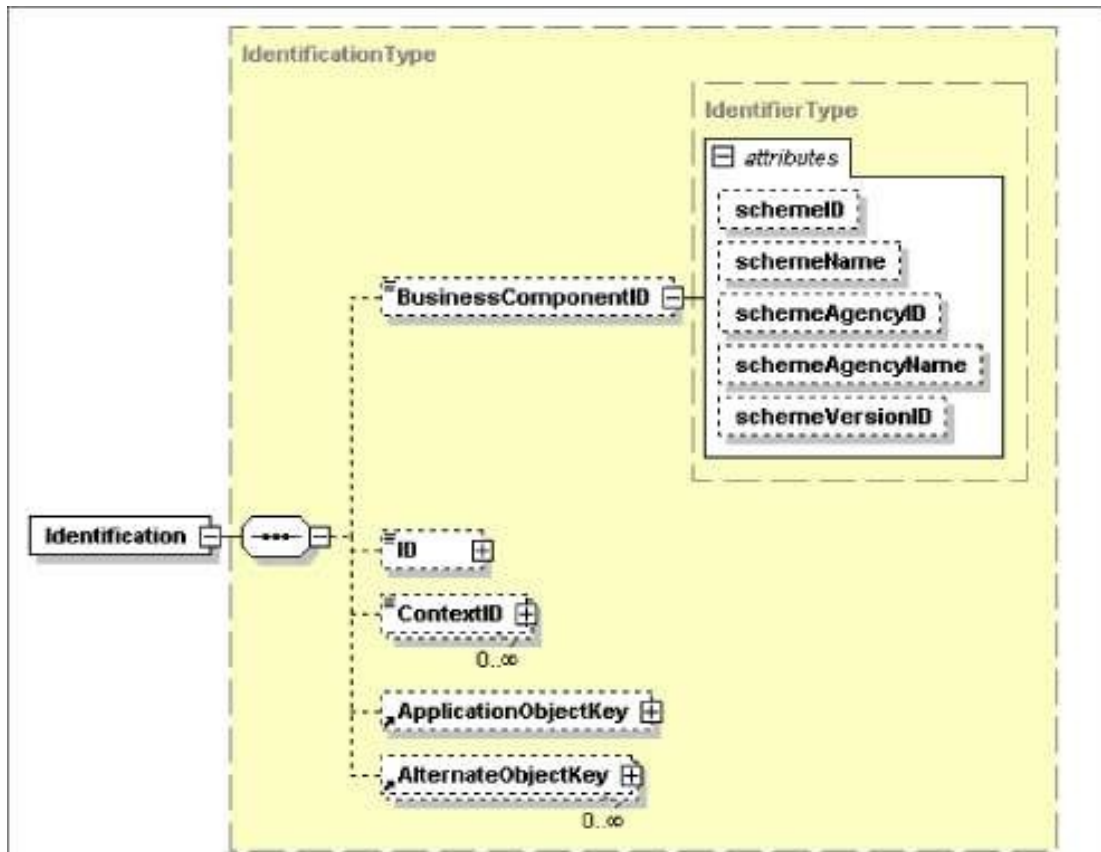 IdentificationType
IdentifierType
attributes
schemeID
schemeName
BusinessComponentID
schemeAgencyID
schemeAgencyName
schemeVersionID
Identification
ID
ContextID
0..∞
ApplicationObjectKey
AlternateObjectKey
0..∞